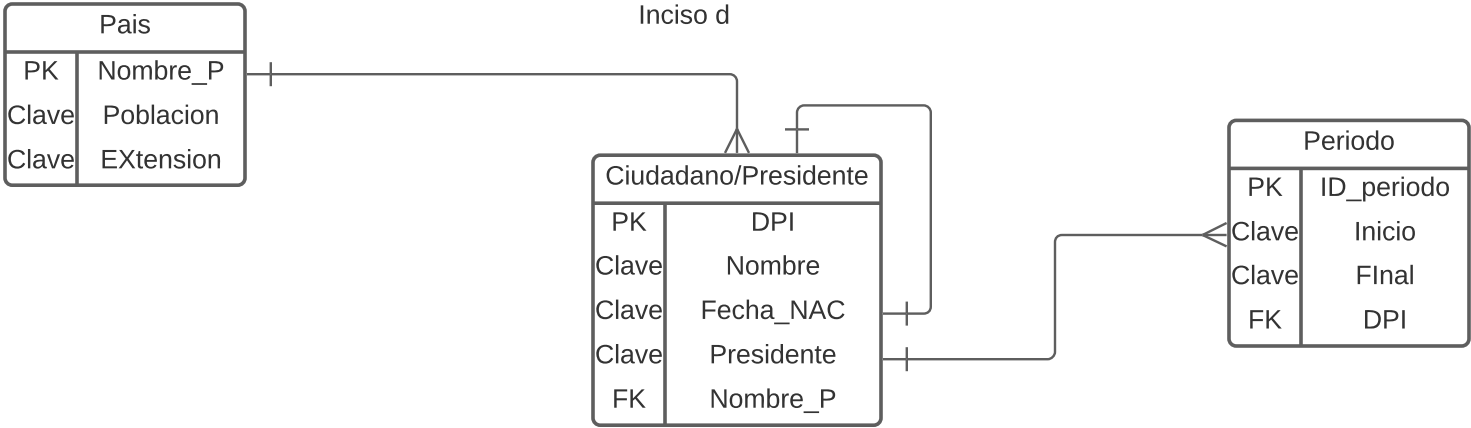 Inciso d
Pais
PK Nombre_P
Clave Poblacion
Clave EXtension
Ciudadano/Presidente
PK DPI
Clave Nombre
Clave Fecha_NAC
Clave Presidente
FK Nombre_P
Periodo
PK ID_periodo
Clave Inicio
Clave FInal
FK DPI